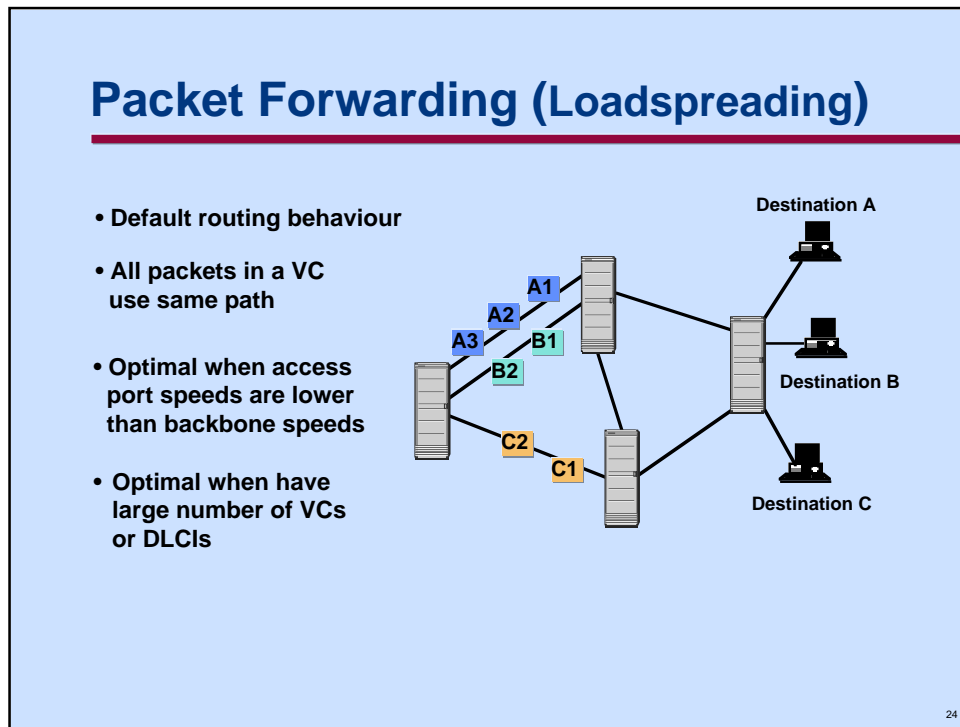 Packet Forwarding (Loadspreading)
• Default routing behaviour
• All packets in a VC
use same path
• Optimal when access
port speeds are lower
than backbone speeds
• Optimal when have
large number of VCs
or DLCIs
Destination A
A1
A2
A3
B1
B2
Destination B
C2
C1
Destination C
24